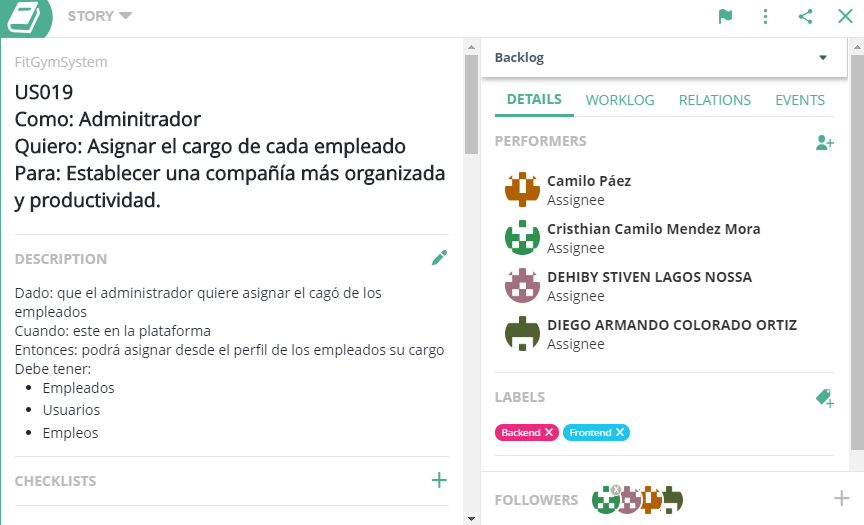 STORY
FitGymSystem
US019
Como: Adminitrador
Quiero: Asignar el cargo de cada empleado
Para: Establecer una compañía más organizada
y productividad.
DESCRIPTION
Dado: que el administrador quiere asignar el cagó de los
empleados
Cuando: este en la plataforma
Entonces: podrá asignar desde el perfil de los empleados su cargo
Debe tener:
Empleados
Usuarios
Empleos
CHECKLISTS
Backlog
DETAILS WORKLOG RELATIONS EVENTS
PERFORMERS
Camilo Páez
Assignee
Cristhian Camilo Mendez Mora
Assignee
DEHIBY STIVEN LAGOS NOSSA
Assignee
DIEGO ARMANDO COLORADO ORTIZ
Assignee
LABELS
Backend Frontend
FOLLOWERS